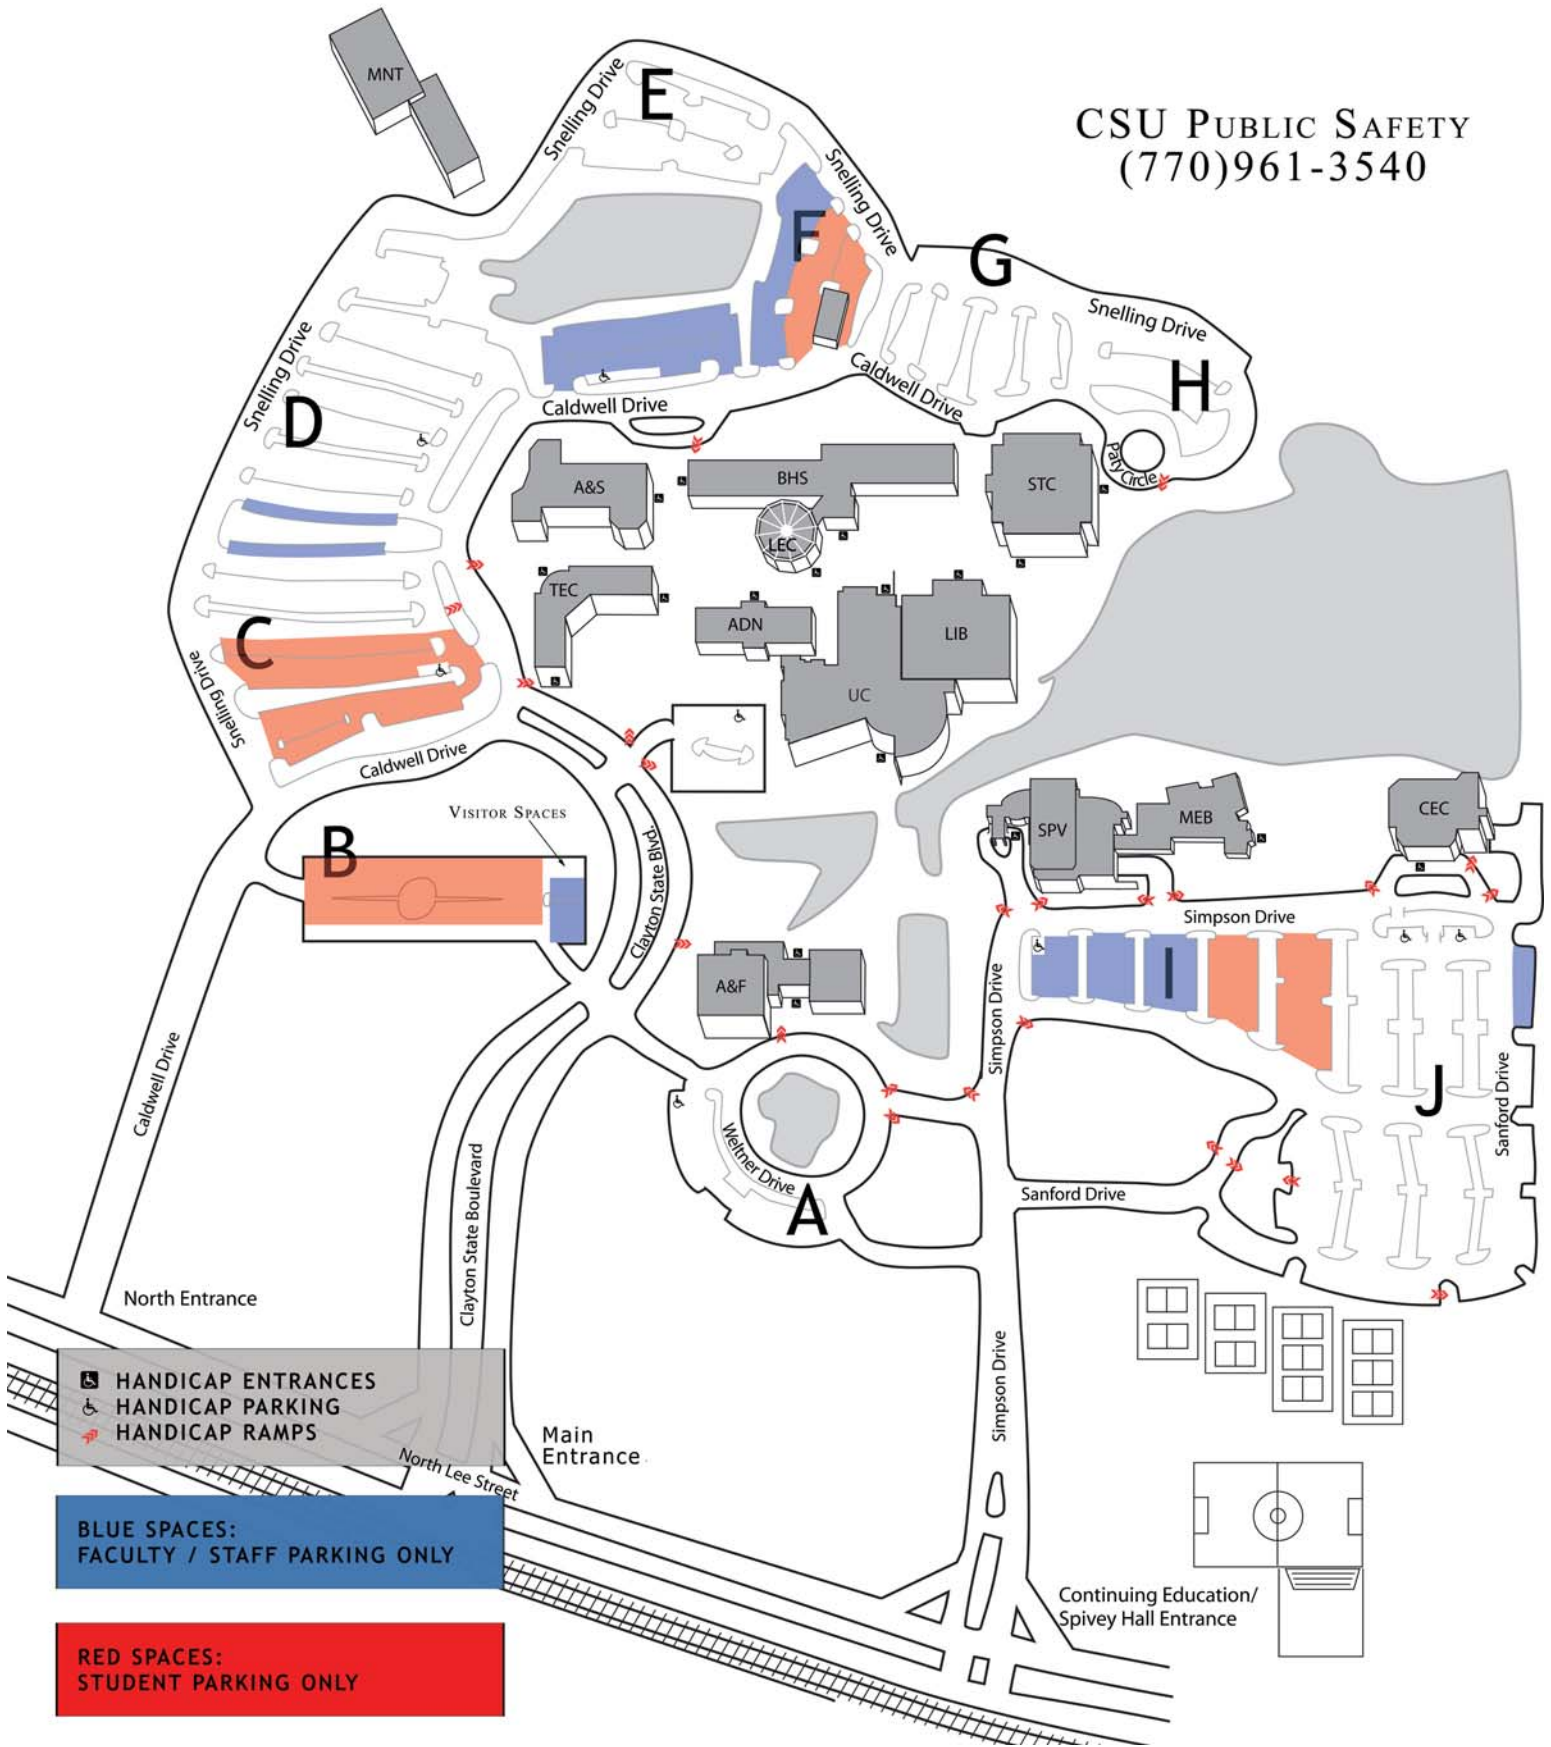 MNT
E
Snelling Drive
CSU PUBLIC SAFETY
(770)961-3540
Snelling Drive
F
G
Snelling Drive
H
Snelling Drive
D
Caldwell Drive
Caldwell Drive
Paty Circle
A&S
BHS
STC
LEC
TEC
ADN
LIB
UC
C
Snelling Drive
Caldwell Drive
VISITOR SPACES
B
Clayton State Blvd.
SPV
MEB
CEC
Simpson Drive
A&F
I
Simpson Drive
J
Sanford Drive
Caldwell Drive
Weltner Drive
A
Sanford Drive
Clayton State Boulevard
North Entrance
Simpson Drive
HANDICAP ENTRANCES
HANDICAP PARKING
HANDICAP RAMPS
Main
Entrance
North Lee Street
BLUE SPACES:
FACULTY / STAFF PARKING ONLY
Continuing Education/
Spivey Hall Entrance
RED SPACES:
STUDENT PARKING ONLY